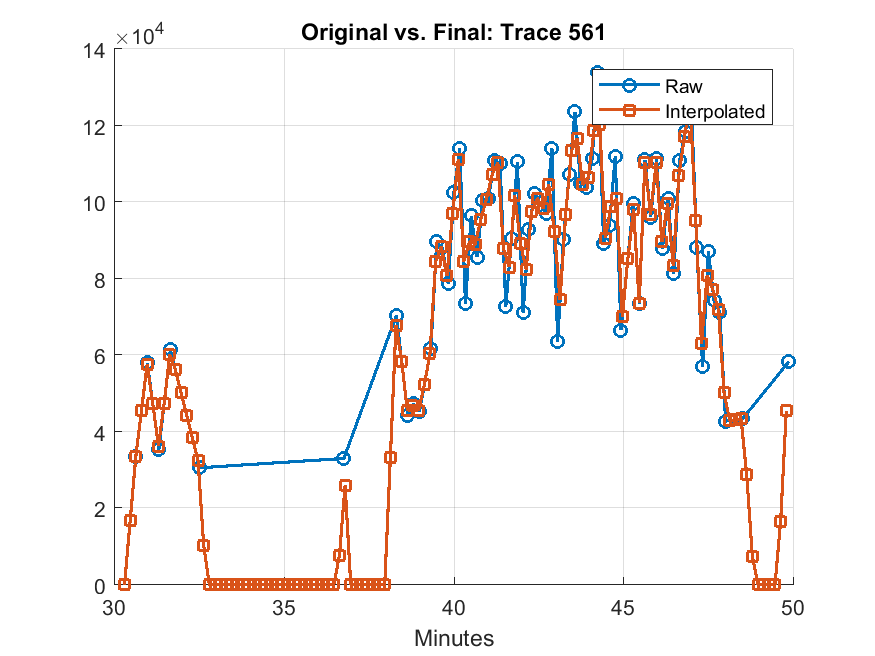 Original vs. Final: Trace 561
×10^4
14
12
10
8
6
4
2
0
Raw
Interpolated
30 35 40 45 50
Minutes